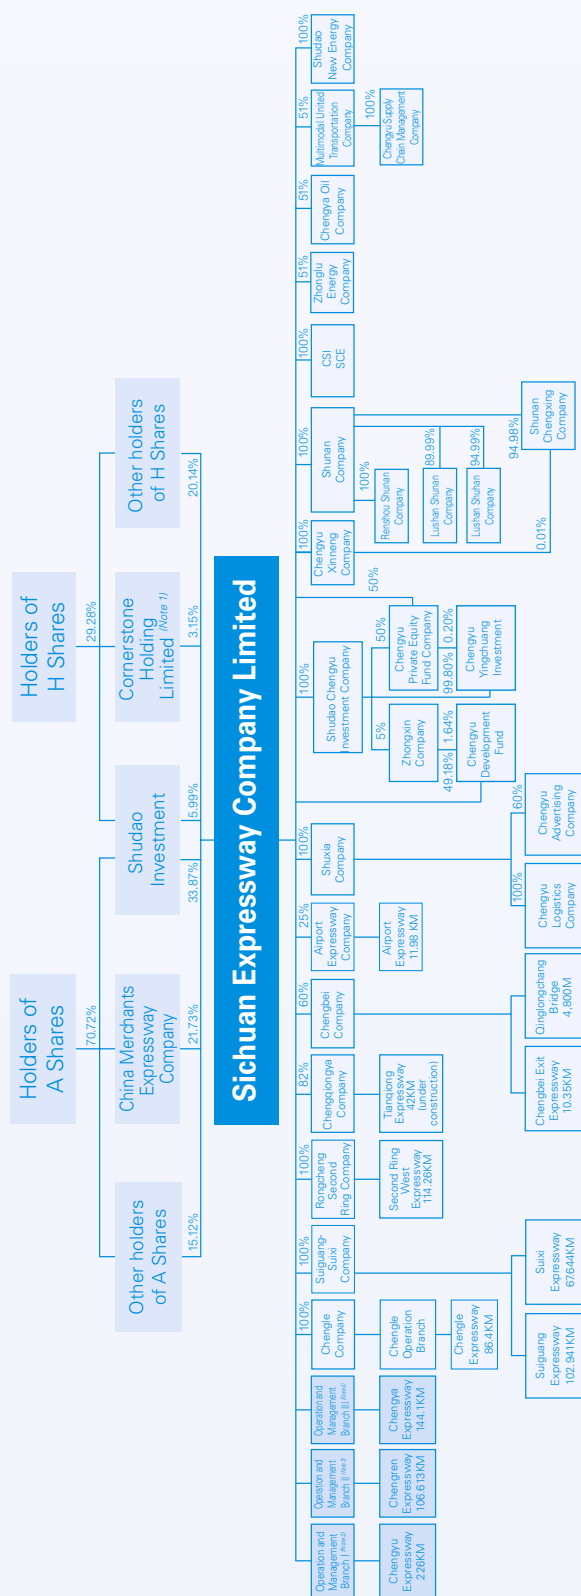 Holders of
A Shares
Holders of
H Shares
70.72%
29.28%
Other holders
of A Shares
China Merchants
Expressway
Company
Shudao
Investment
Cornerstone
Holding
Limited (Note 1)
Other holders
of H Shares
15.12%
21.73%
33.87%
5.99%
3.15%
20.14%
Sichuan Expressway Company Limited
Operation and
Management
Branch I (Note2)
Chengyu
Expressway
226KM
Operation and
Management
Branch II (Note3)
Chengren
Expressway
106.613KM
Operation and
Management
Branch III (Note4)
Chengya
Expressway
144.1KM
100%
Chengle
Company
Chengle
Operation
Branch
Chengle
Expressway
86.4KM
100%
Suiguang-
Suixi
Company
Suiguang
Expressway
102.941KM
Suixi
Expressway
67.644KM
100%
Rongcheng
Second
Ring Company
Second Ring
West
Expressway
114.26KM
82%
Chengqiongya
Company
Tianqiong
Expressway
42KM
(under
construction)
60%
Chengbei
Company
Chengbei Exit
Expressway
10.35KM
Qinglongchang
Bridge
4,800M
25%
Airport
Expressway
Company
Airport
Expressway
11.98 KM
100%
Shuxia
Company
100%
Chengyu
Logistics
Company
60%
Chengyu
Advertising
Company
100%
Shudao Chengyu
Investment Company
5%
Zhongxin
Company
50%
Chengyu
Private Equity
Fund Company
50%
49.18%
1.64%
Chengyu
Development
Fund
99.80%
0.20%
Chengyu
Yingchuang
Investment
100%
Chengyu
Xinneng
Company
100%
Shunan
Company
100%
Renshou Shunan
Company
89.99%
Lushan Shunan
Company
94.99%
Lushan Shuhan
Company
0.01%
94.98%
Shunan
Chengxing
Company
100%
CSI
SCE
51%
Zhonglu
Energy
Company
51%
Chengya Oil
Company
51%
Multimodal United
Transportation
Company
100%
Chengyu Supply
Chain Management
Company
100%
Shudao
New Energy
Company